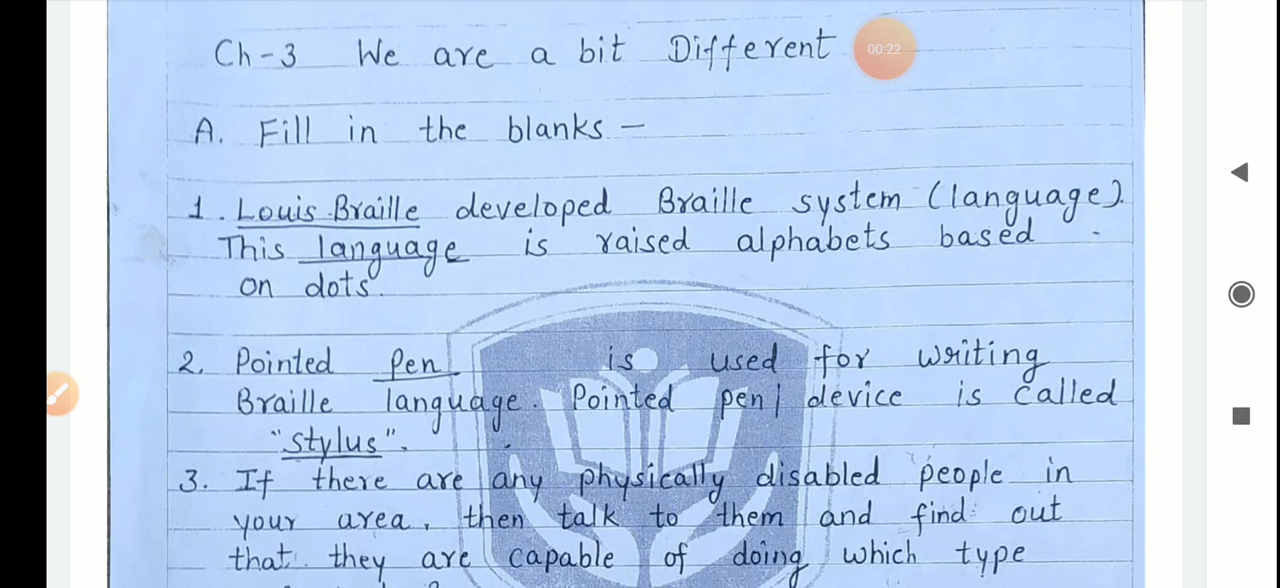 Ch-3 We are a bit Different
00:22
A. Fill in the blanks —
1. Louis Braille developed Braille system (language).
This language is raised alphabets based
on dots.
2. Pointed Pen is used for writing
Braille language. Pointed pen/device is called
"stylus".
3. If there are any physically disabled people in
your area, then talk to them and find out
that they are capable of doing which type